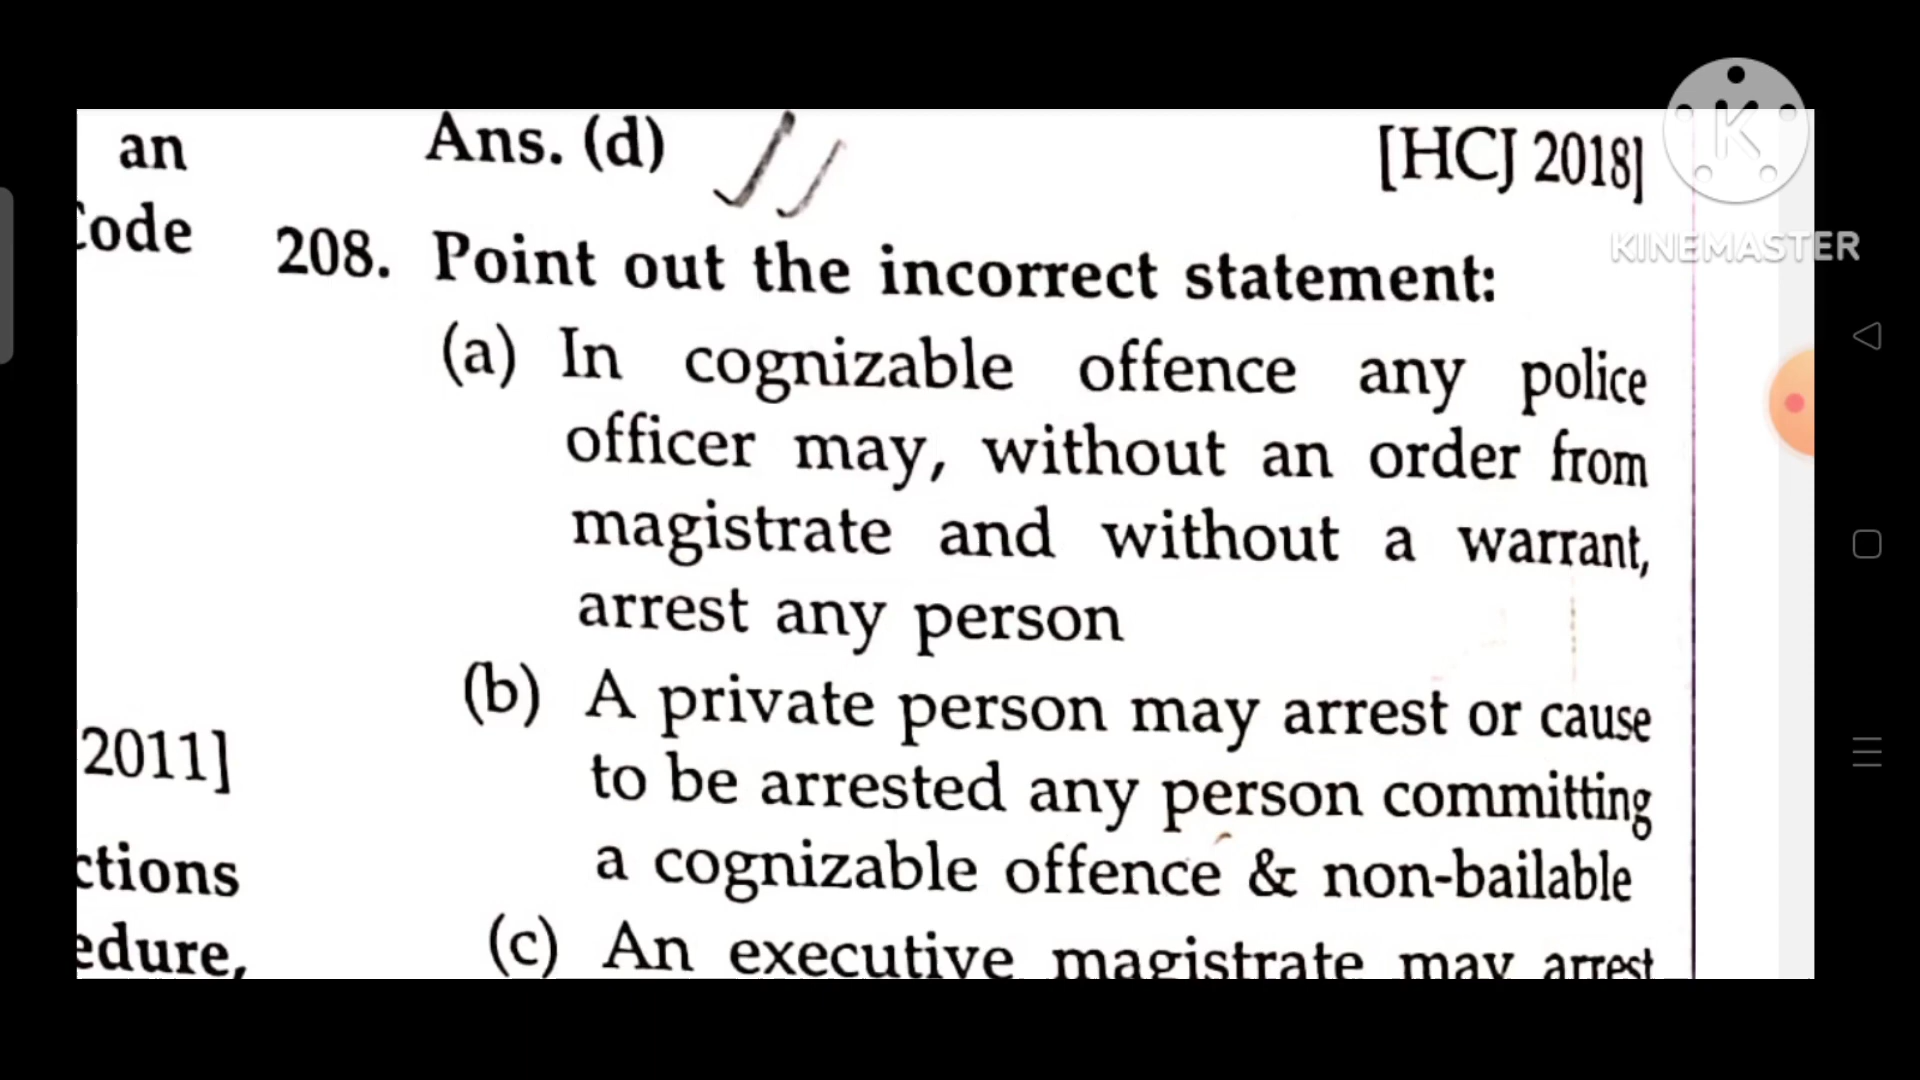 an
Code
2011]
ctions
edure,
Ans. (d)
[HCJ 2018]
208. Point out the incorrect statement:
(a) In cognizable offence any police
officer may, without an order from
magistrate and without a warrant,
arrest any person
(b) A private person may arrest or cause
to be arrested any person committing
a cognizable offence & non-bailable
(c) An executive magistrate may arrest
K
KINEMASTER